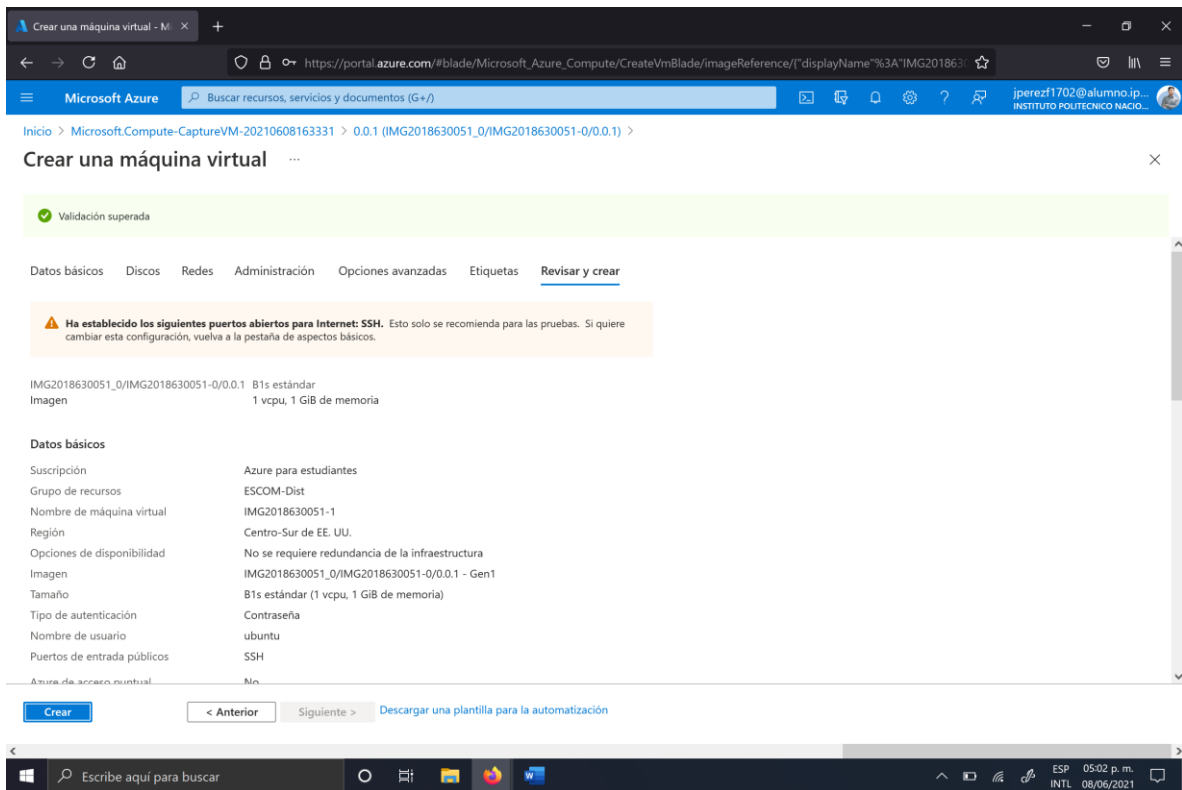 Crear una máquina virtual - Mi
https://portal.azure.com/#blade/Microsoft_Azure_Compute/CreateVmBlade/imageReference/{"displayName"%3A"IMG2018630
Microsoft Azure
Buscar recursos, servicios y documentos (G+/)
jperezf1702@alumno.ip...
INSTITUTO POLITECNICO NACIO...
Inicio > Microsoft.Compute-CaptureVM-20210608163331 > 0.0.1 (IMG2018630051_0/IMG2018630051-0/0.0.1) >
Crear una máquina virtual ...
Validación superada
Datos básicos Discos Redes Administración Opciones avanzadas Etiquetas Revisar y crear
Ha establecido los siguientes puertos abiertos para Internet: SSH. Esto solo se recomienda para las pruebas. Si quiere
cambiar esta configuración, vuelva a la pestaña de aspectos básicos.
IMG2018630051_0/IMG2018630051-0/0.0.1 B1s estándar
Imagen 1 vcpu, 1 GiB de memoria
Datos básicos
Suscripción Azure para estudiantes
Grupo de recursos ESCOM-Dist
Nombre de máquina virtual IMG2018630051-1
Región Centro-Sur de EE. UU.
Opciones de disponibilidad No se requiere redundancia de la infraestructura
Imagen IMG2018630051_0/IMG2018630051-0/0.0.1 - Gen1
Tamaño B1s estándar (1 vcpu, 1 GiB de memoria)
Tipo de autenticación Contraseña
Nombre de usuario ubuntu
Puertos de entrada públicos SSH
Azure de acceso puntual No
Crear < Anterior Siguiente > Descargar una plantilla para la automatización
Escribe aquí para buscar
ESP 05:02 p. m.
INTL 08/06/2021